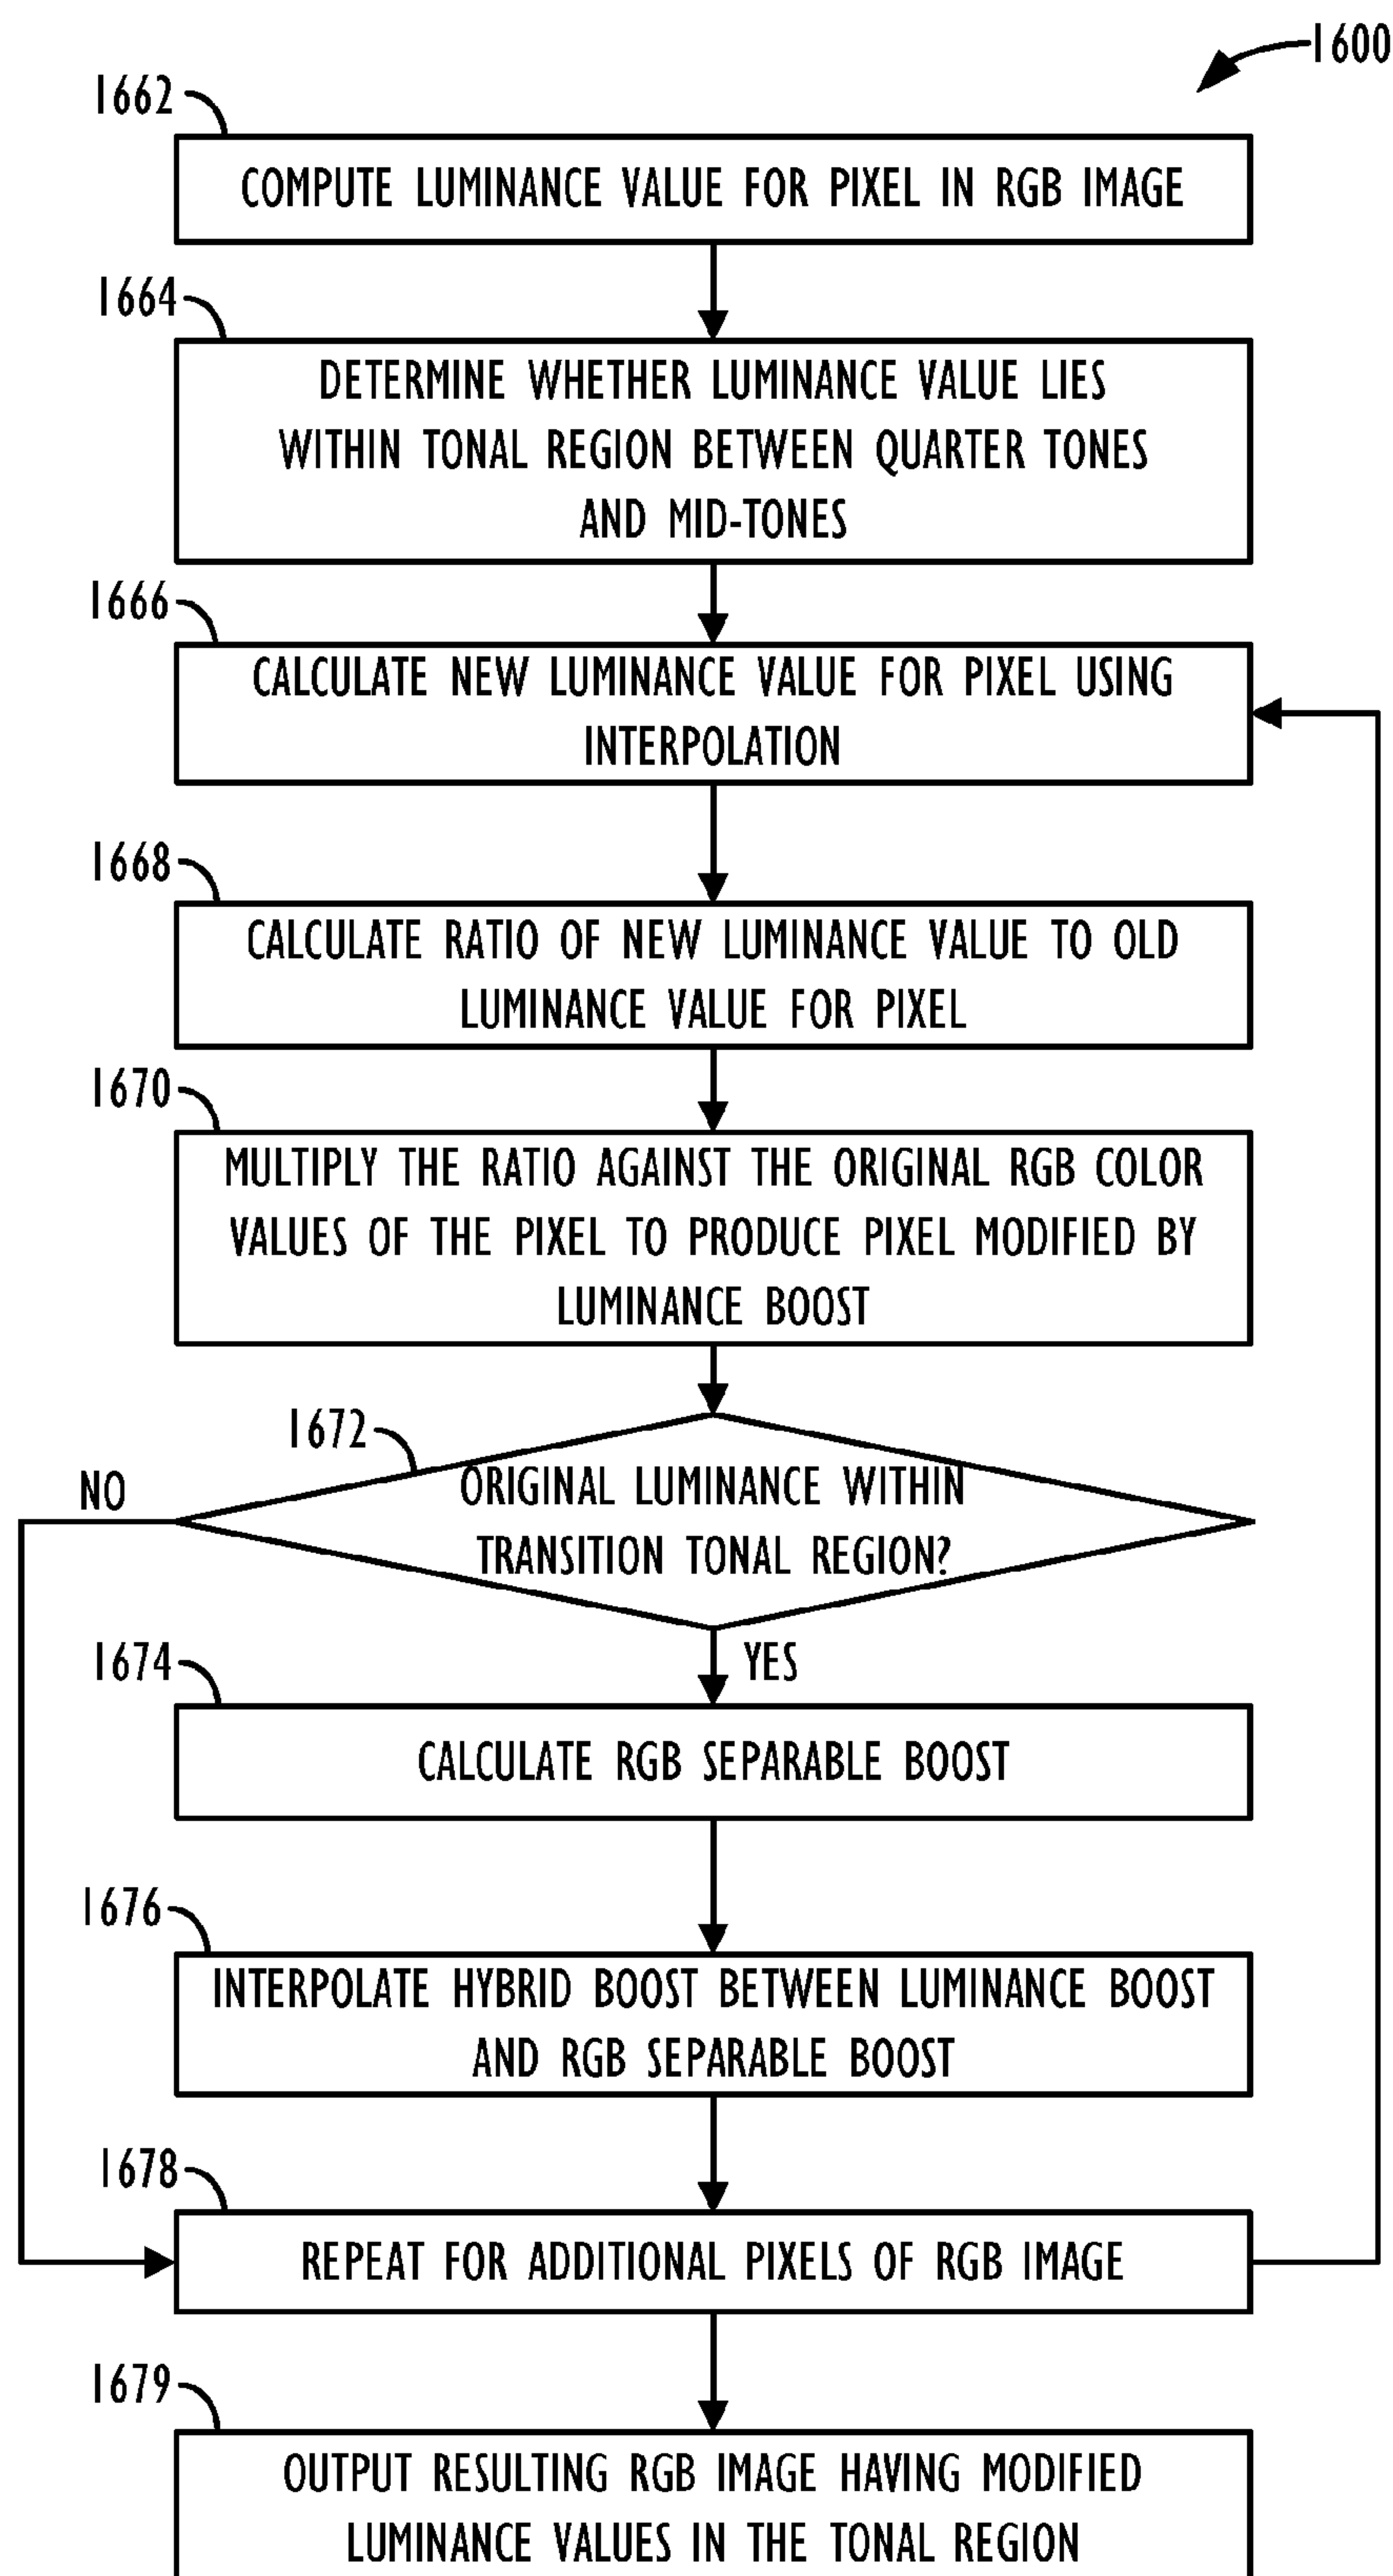 1600
1662
COMPUTE LUMINANCE VALUE FOR PIXEL IN RGB IMAGE
1664
DETERMINE WHETHER LUMINANCE VALUE LIES
WITHIN TONAL REGION BETWEEN QUARTER TONES
AND MID-TONES
1666
CALCULATE NEW LUMINANCE VALUE FOR PIXEL USING
INTERPOLATION
1668
CALCULATE RATIO OF NEW LUMINANCE VALUE TO OLD
LUMINANCE VALUE FOR PIXEL
1670
MULTIPLY THE RATIO AGAINST THE ORIGINAL RGB COLOR
VALUES OF THE PIXEL TO PRODUCE PIXEL MODIFIED BY
LUMINANCE BOOST
1672
NO
ORIGINAL LUMINANCE WITHIN
TRANSITION TONAL REGION?
YES
1674
CALCULATE RGB SEPARABLE BOOST
1676
INTERPOLATE HYBRID BOOST BETWEEN LUMINANCE BOOST
AND RGB SEPARABLE BOOST
1678
REPEAT FOR ADDITIONAL PIXELS OF RGB IMAGE
1679
OUTPUT RESULTING RGB IMAGE HAVING MODIFIED
LUMINANCE VALUES IN THE TONAL REGION